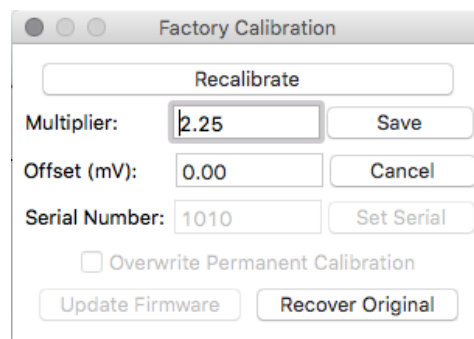 Factory Calibration
Recalibrate
Multiplier: 2.25 Save
Offset (mV): 0.00 Cancel
Serial Number: 1010 Set Serial
Overwrite Permanent Calibration
Update Firmware Recover Original